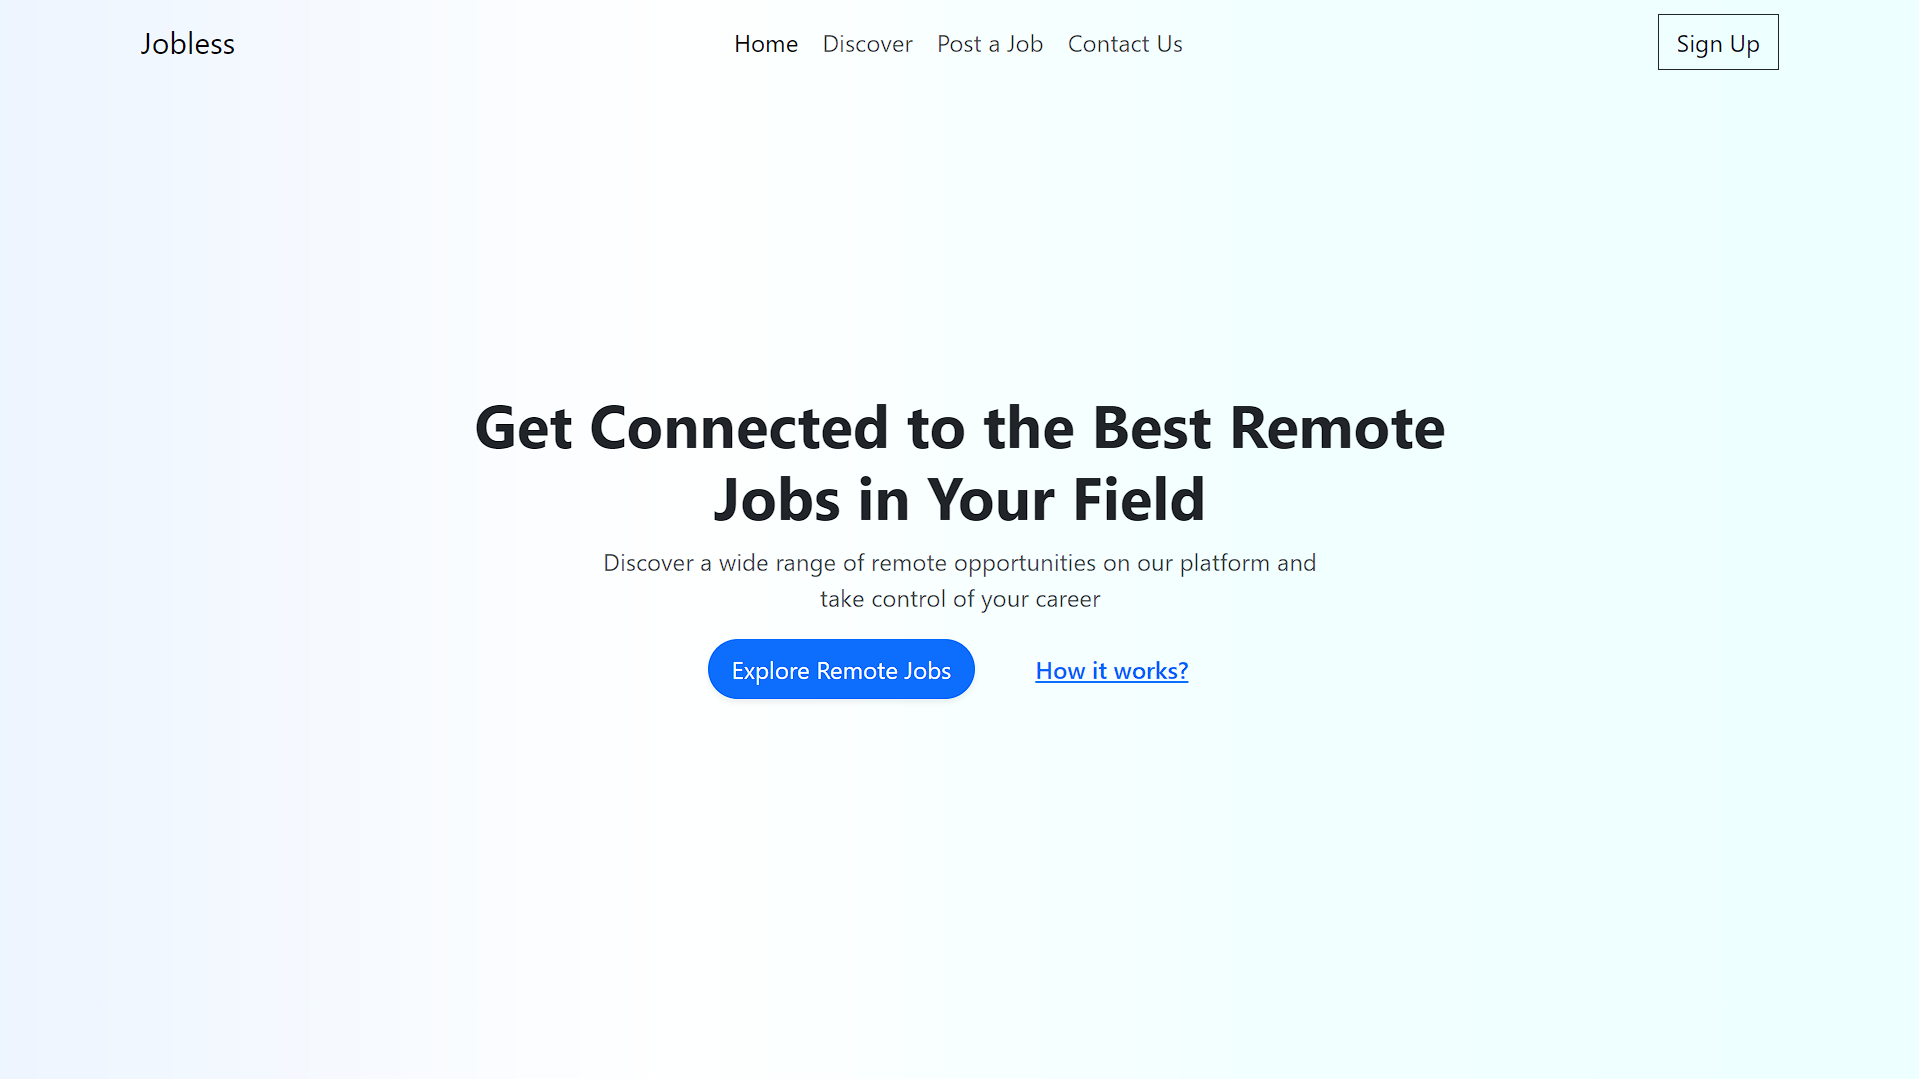 Jobless
Home Discover Post a Job Contact Us
Sign Up
Get Connected to the Best Remote
Jobs in Your Field
Discover a wide range of remote opportunities on our platform and
take control of your career
Explore Remote Jobs
How it works?